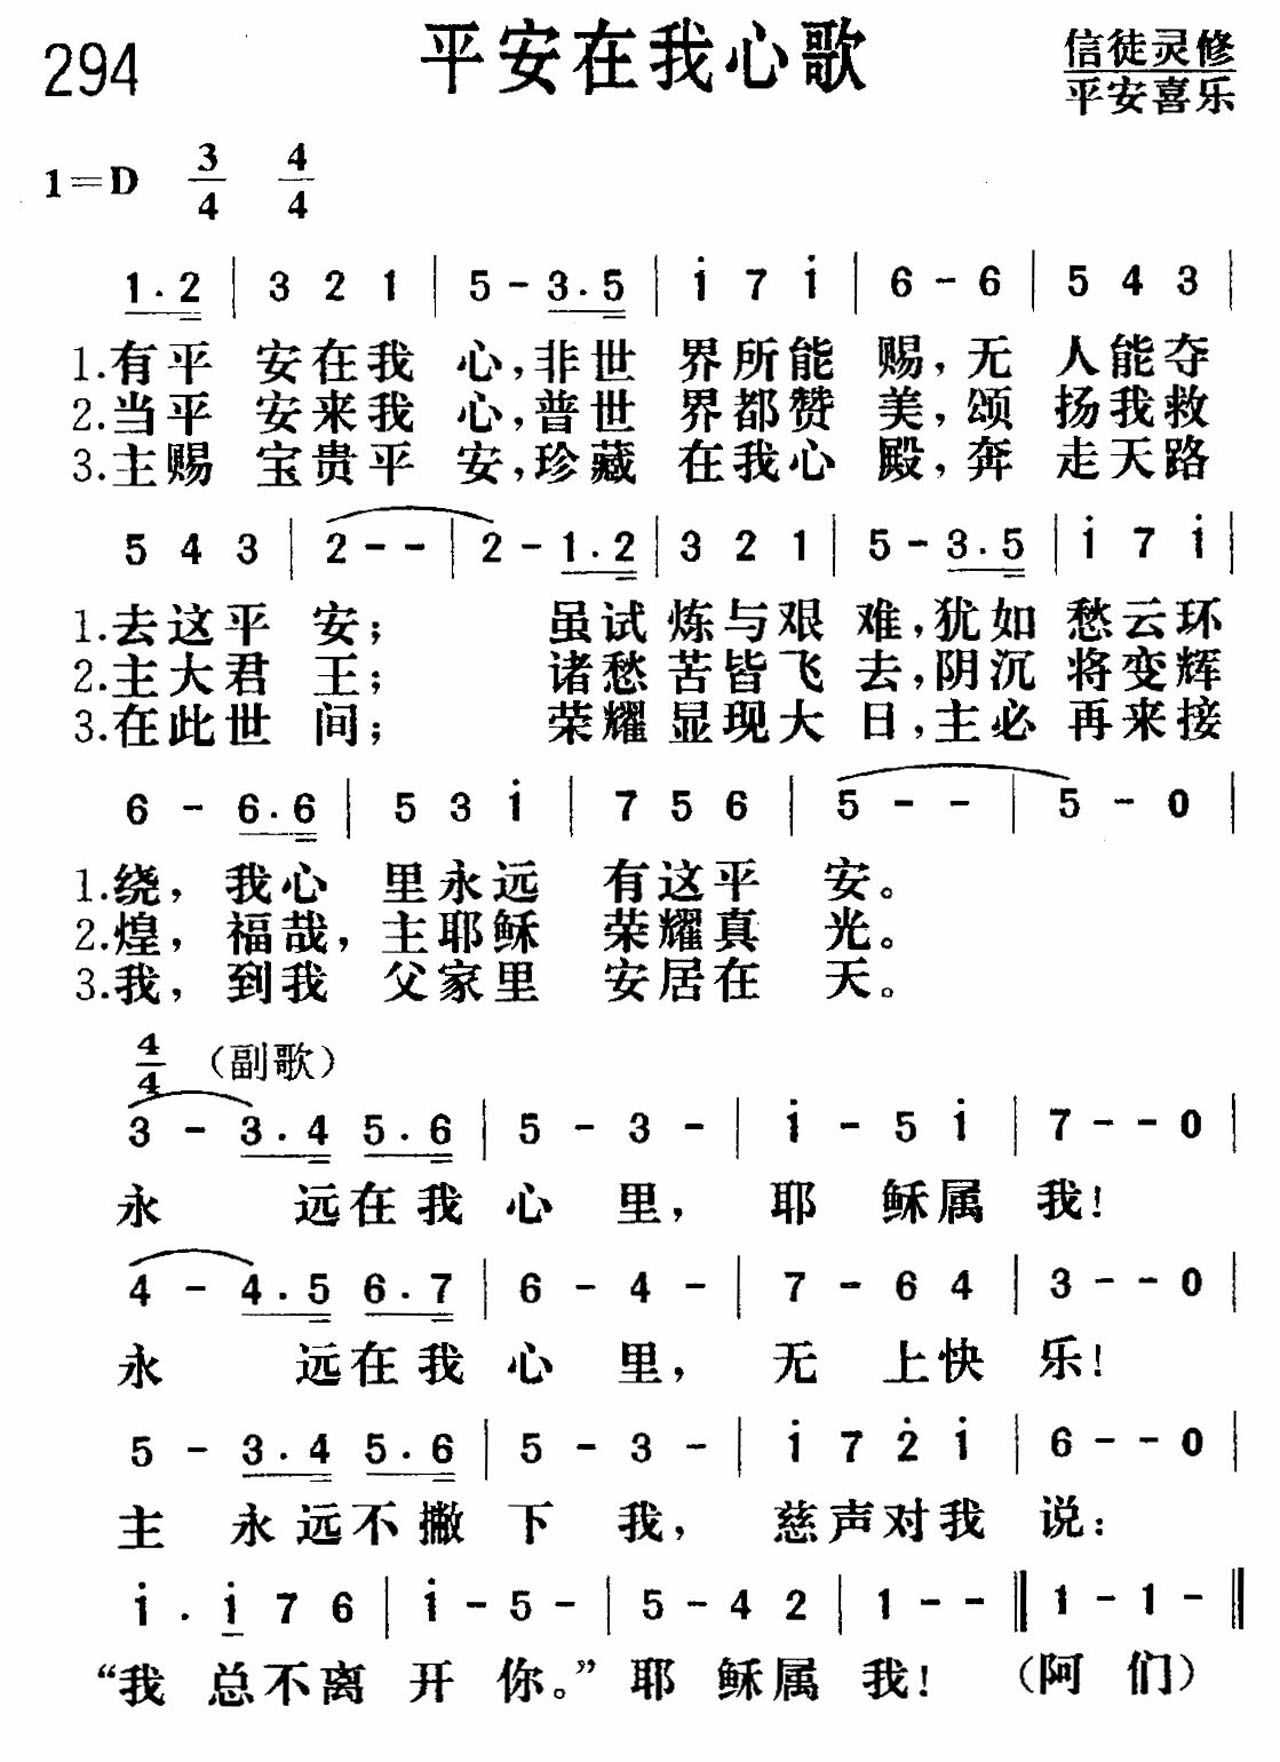 294
平安在我心歌
信徒灵修
平安喜乐
1=D 3/4 4/4
1.2 | 3 2 1 | 5 - 3.5 | i 7 i | 6 - 6 | 5 4 3 |
1.有平 安在我 心,非世 界所能 赐,无 人能夺
2.当平 安来我 心,普世 界都赞 美,颂 扬我救
3.主赐 宝贵平 安,珍藏 在我心 殿,奔 走天路
5 4 3 | 2 - - | 2 - 1.2 | 3 2 1 | 5 - 3.5 | i 7 i |
1.去这平 安; 虽试 炼与艰 难,犹如 愁云环
2.主大君 王; 诸愁 苦皆飞 去,阴沉 将变辉
3.在此世 间; 荣耀 显现大 日,主必 再来接
6 - 6.6 | 5 3 i | 7 5 6 | 5 - - | 5 - 0 |
1.绕,我心 里永远 有这平 安。
2.煌,福哉,主耶稣 荣耀真 光。
3.我,到我 父家里 安居在 天。
4/4 (副歌)
3 - 3.4 5.6 | 5 - 3 - | i - 5 i | 7 - - 0 |
永 远在我 心 里, 耶 稣属 我!
4 - 4.5 6.7 | 6 - 4 - | 7 - 6 4 | 3 - - 0 |
永 远在我 心 里, 无 上快 乐!
5 - 3.4 5.6 | 5 - 3 - | i 7 2̇ i | 6 - - 0 |
主 永远不撇 下 我, 慈声对我 说:
i . i 7 6 | i - 5 - | 5 - 4 2 | 1 - - ‖ 1 - 1 - ‖
“我 总不离 开 你。”耶 稣属 我! (阿 们)